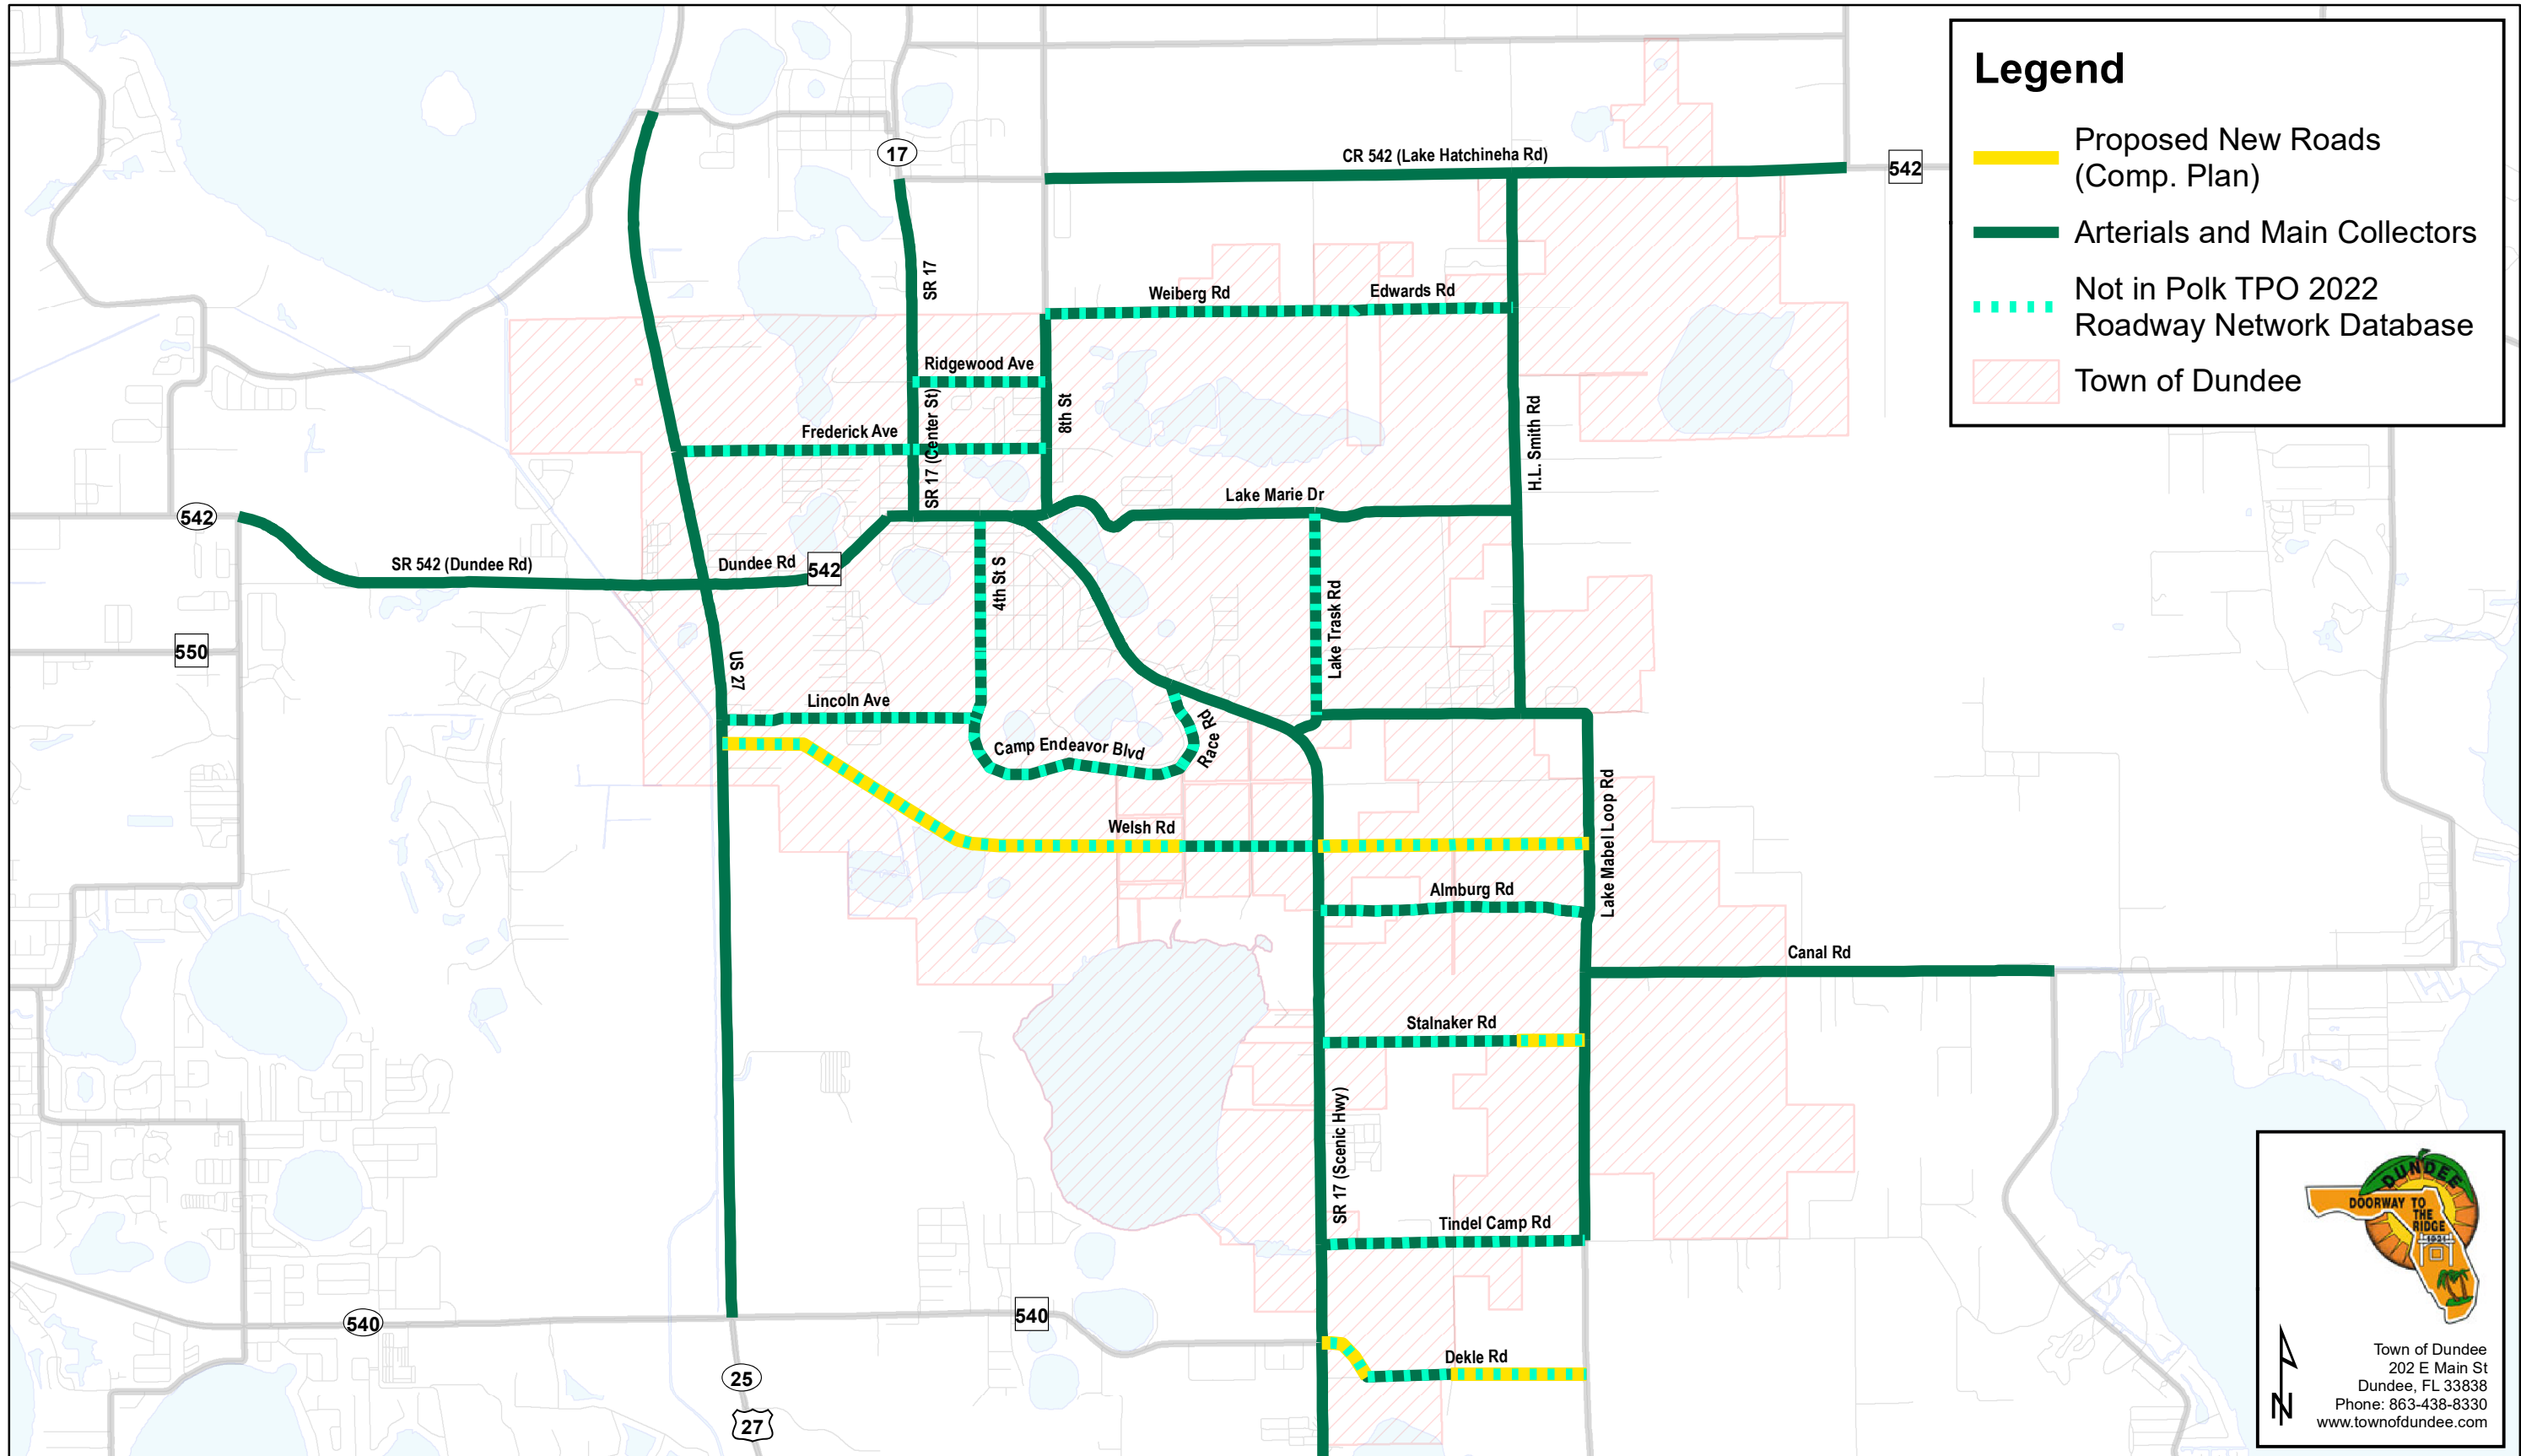 Legend
Proposed New Roads
(Comp. Plan)
Arterials and Main Collectors
Not in Polk TPO 2022
Roadway Network Database
Town of Dundee
17
CR 542 (Lake Hatchineha Rd)
542
SR 17
Weiberg Rd
Edwards Rd
Ridgewood Ave
SR 17 (Center St)
8th St
Frederick Ave
H.L. Smith Rd
Lake Marie Dr
542
SR 542 (Dundee Rd)
Dundee Rd
542
4th St S
Lake Trask Rd
550
US 27
Lincoln Ave
Camp Endeavor Blvd
Race Rd
Welsh Rd
Lake Mabel Loop Rd
Almburg Rd
Canal Rd
Stalnaker Rd
SR 17 (Scenic Hwy)
Tindel Camp Rd
540
540
Dekle Rd
25
27
DUNDEE
DOORWAY TO
THE
RIDGE
N
Town of Dundee
202 E Main St
Dundee, FL 33838
Phone: 863-438-8330
www.townofdundee.com